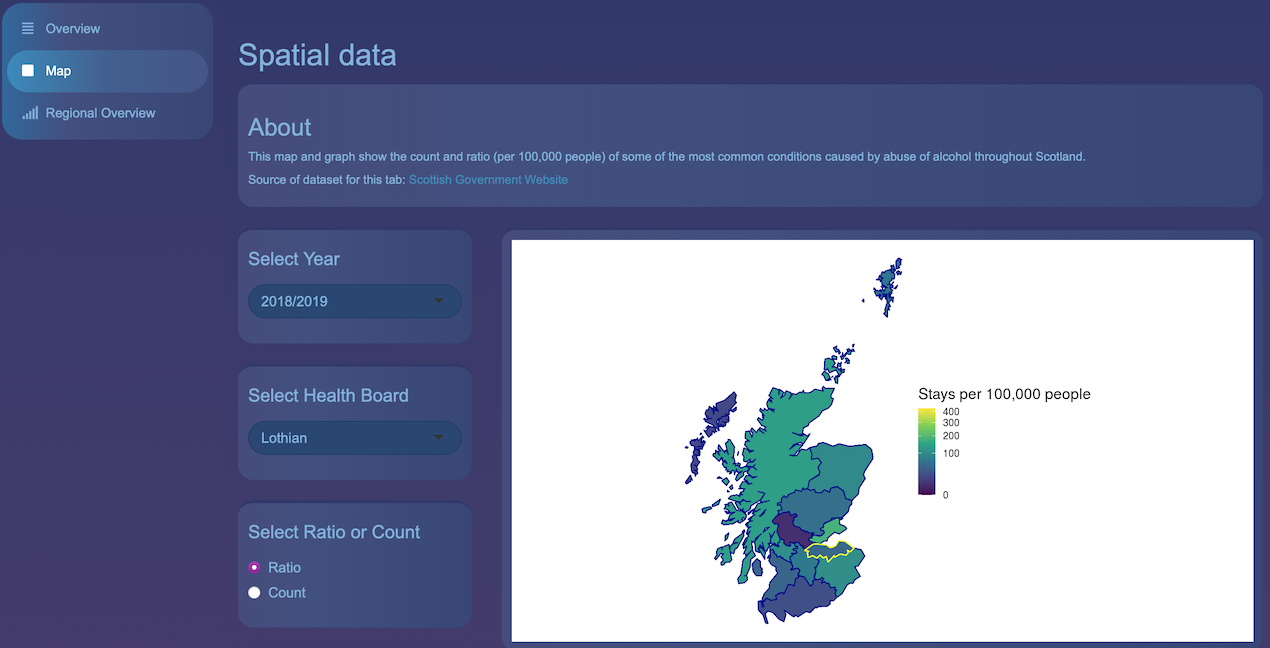 Overview
Map
Regional Overview
Spatial data
About
This map and graph show the count and ratio (per 100,000 people) of some of the most common conditions caused by abuse of alcohol throughout Scotland.
Source of dataset for this tab: Scottish Government Website
Select Year
2018/2019
Select Health Board
Lothian
Select Ratio or Count
Ratio
Count
Stays per 100,000 people
400
300
200
100
0